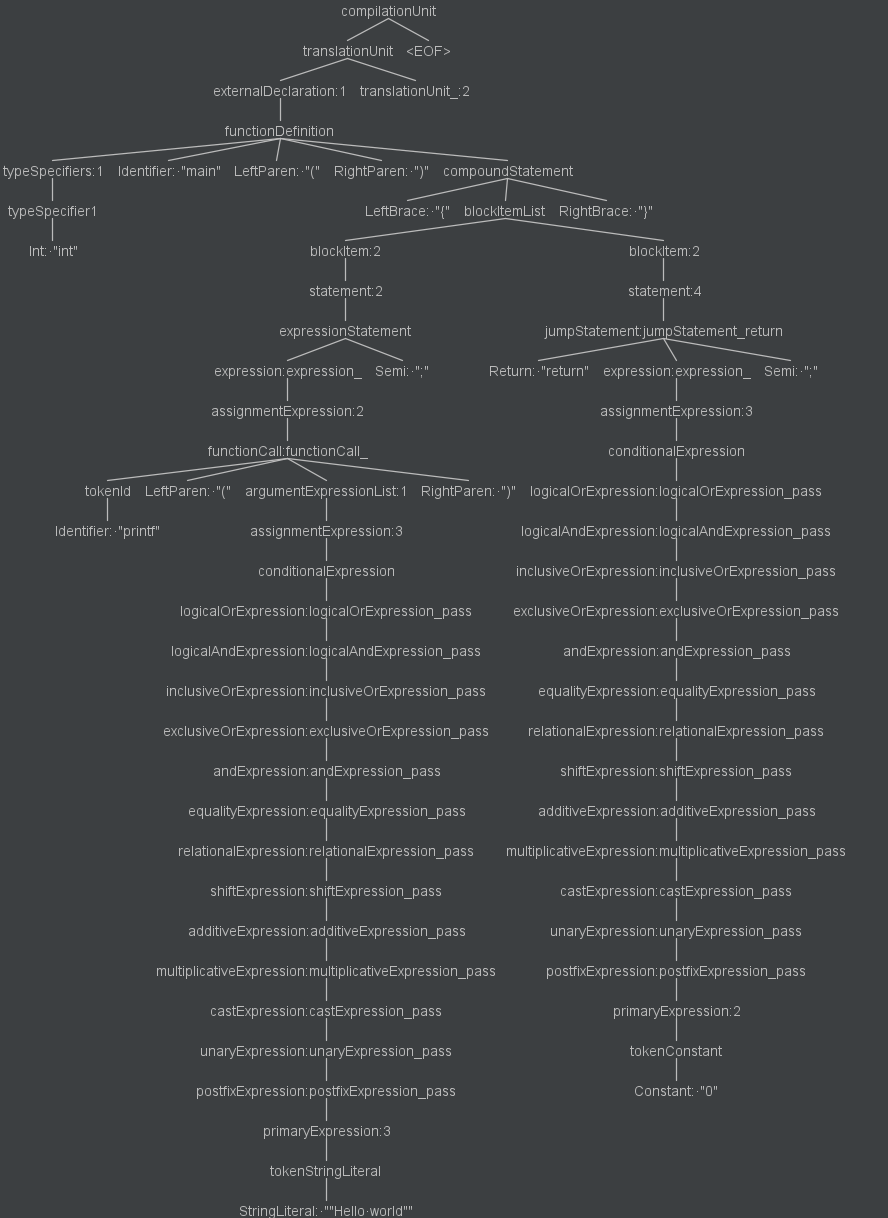 compilationUnit
translationUnit <EOF>
externalDeclaration:1 translationUnit_:2
functionDefinition
typeSpecifiers:1 Identifier:·"main" LeftParen:·"(" RightParen:·")" compoundStatement
typeSpecifier1 LeftBrace:·"{" blockItemList RightBrace:·"}"
Int:·"int" blockItem:2 blockItem:2
statement:2 statement:4
expressionStatement jumpStatement:jumpStatement_return
expression:expression_ Semi:·";" Return:·"return" expression:expression_ Semi:·";"
assignmentExpression:2 assignmentExpression:3
functionCall:functionCall_ conditionalExpression
tokenId LeftParen:·"(" argumentExpressionList:1 RightParen:·")" logicalOrExpression:logicalOrExpression_pass
Identifier:·"printf" assignmentExpression:3 logicalAndExpression:logicalAndExpression_pass
conditionalExpression inclusiveOrExpression:inclusiveOrExpression_pass
logicalOrExpression:logicalOrExpression_pass exclusiveOrExpression:exclusiveOrExpression_pass
logicalAndExpression:logicalAndExpression_pass andExpression:andExpression_pass
inclusiveOrExpression:inclusiveOrExpression_pass equalityExpression:equalityExpression_pass
exclusiveOrExpression:exclusiveOrExpression_pass relationalExpression:relationalExpression_pass
andExpression:andExpression_pass shiftExpression:shiftExpression_pass
equalityExpression:equalityExpression_pass additiveExpression:additiveExpression_pass
relationalExpression:relationalExpression_pass multiplicativeExpression:multiplicativeExpression_pass
shiftExpression:shiftExpression_pass castExpression:castExpression_pass
additiveExpression:additiveExpression_pass unaryExpression:unaryExpression_pass
multiplicativeExpression:multiplicativeExpression_pass postfixExpression:postfixExpression_pass
castExpression:castExpression_pass primaryExpression:2
unaryExpression:unaryExpression_pass tokenConstant
postfixExpression:postfixExpression_pass Constant:·"0"
primaryExpression:3
tokenStringLiteral
StringLiteral:·""Hello·world""